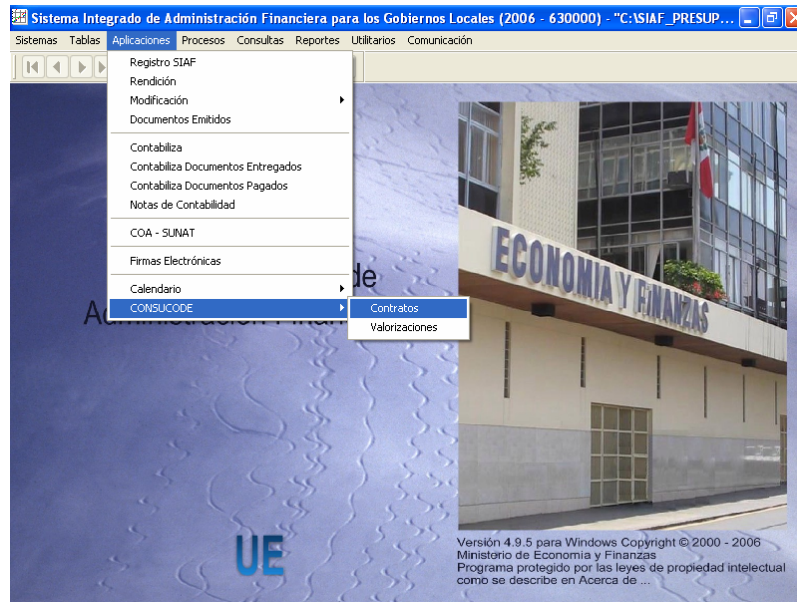 Sistema Integrado de Administración Financiera para los Gobiernos Locales (2006 - 630000) - "C:\SIAF_PRESUP...
Sistemas Tablas Aplicaciones Procesos Consultas Reportes Utilitarios Comunicación
Registro SIAF
Rendición
Modificación
Documentos Emitidos
Contabiliza
Contabiliza Documentos Entregados
Contabiliza Documentos Pagados
Notas de Contabilidad
COA - SUNAT
Firmas Electrónicas
Calendario
CONSUCODE
Contratos
Valorizaciones
de
ECONOMIA Y FINANZAS
UE
Versión 4.9.5 para Windows Copyright © 2000 - 2006
Ministerio de Economia y Finanzas
Programa protegido por las leyes de propiedad intelectual
como se describe en Acerca de ...